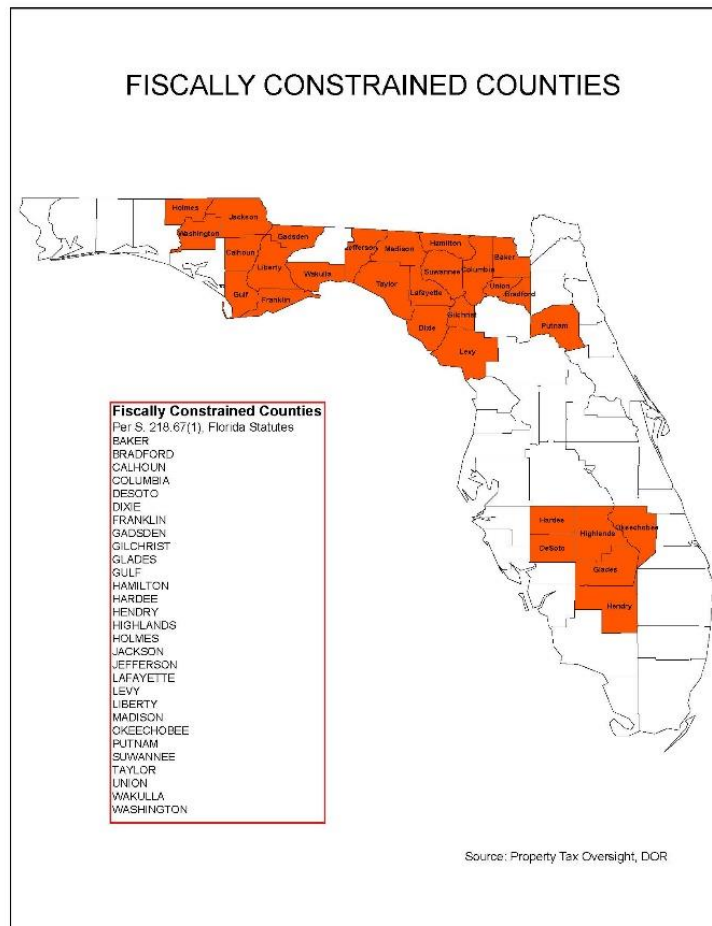 FISCALLY CONSTRAINED COUNTIES
Holmes
Jackson
Washington
Gadsden
Calhoun
Liberty
Wakulla
Gulf
Franklin
Jefferson
Madison
Hamilton
Taylor
Suwannee
Columbia
Baker
Lafayette
Union
Bradford
Dixie
Gilchrist
Levy
Putnam
Hardee
Highlands
Okeechobee
DeSoto
Glades
Hendry
Fiscally Constrained Counties
Per S. 218.67(1), Florida Statutes
BAKER
BRADFORD
CALHOUN
COLUMBIA
DESOTO
DIXIE
FRANKLIN
GADSDEN
GILCHRIST
GLADES
GULF
HAMILTON
HARDEE
HENDRY
HIGHLANDS
HOLMES
JACKSON
JEFFERSON
LAFAYETTE
LEVY
LIBERTY
MADISON
OKEECHOBEE
PUTNAM
SUWANNEE
TAYLOR
UNION
WAKULLA
WASHINGTON
Source: Property Tax Oversight, DOR